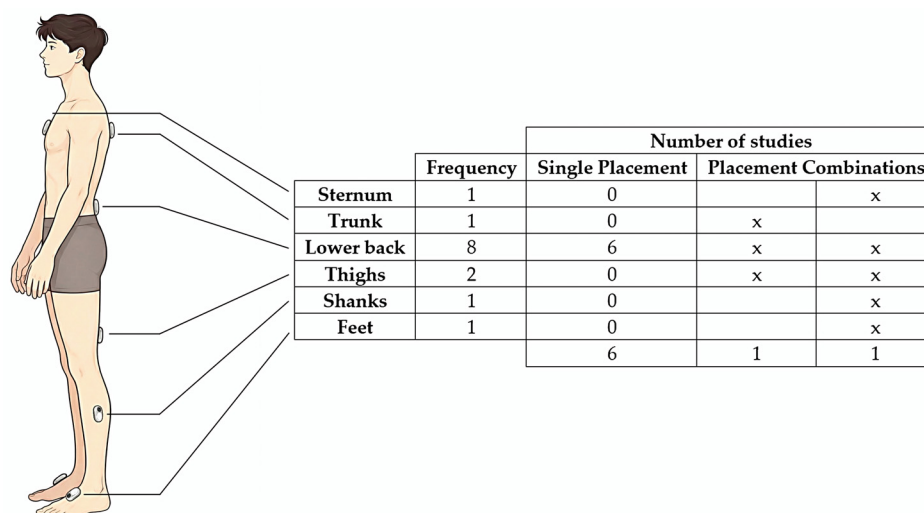 Number of studies
Frequency Single Placement Placement Combinations
Sternum 1 0 x
Trunk 1 0 x
Lower back 8 6 x x
Thighs 2 0 x x
Shanks 1 0 x
Feet 1 0 x
6 1 1